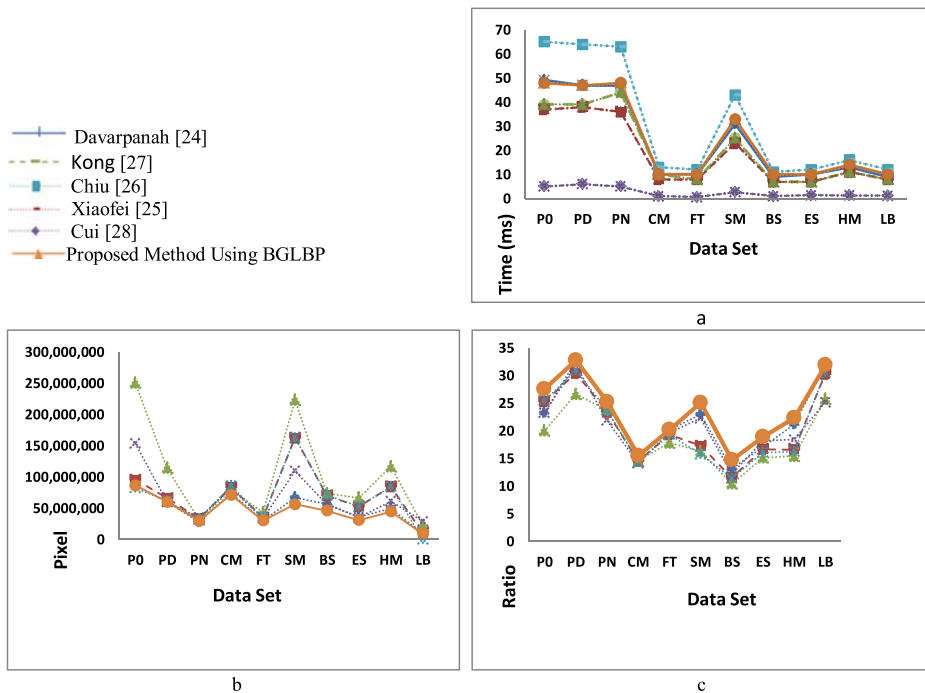 Davarpanah [24]
Kong [27]
Chiu [26]
Xiaofei [25]
Cui [28]
Proposed Method Using BGLBP
70
60
50
40
30
20
10
0
P0 PD PN CM FT SM BS ES HM LB
Time (ms)
Data Set
a
300,000,000
250,000,000
200,000,000
150,000,000
100,000,000
50,000,000
0
P0 PD PN CM FT SM BS ES HM LB
Pixel
Data Set
b
35
30
25
20
15
10
5
0
P0 PD PN CM FT SM BS ES HM LB
Ratio
Data Set
c